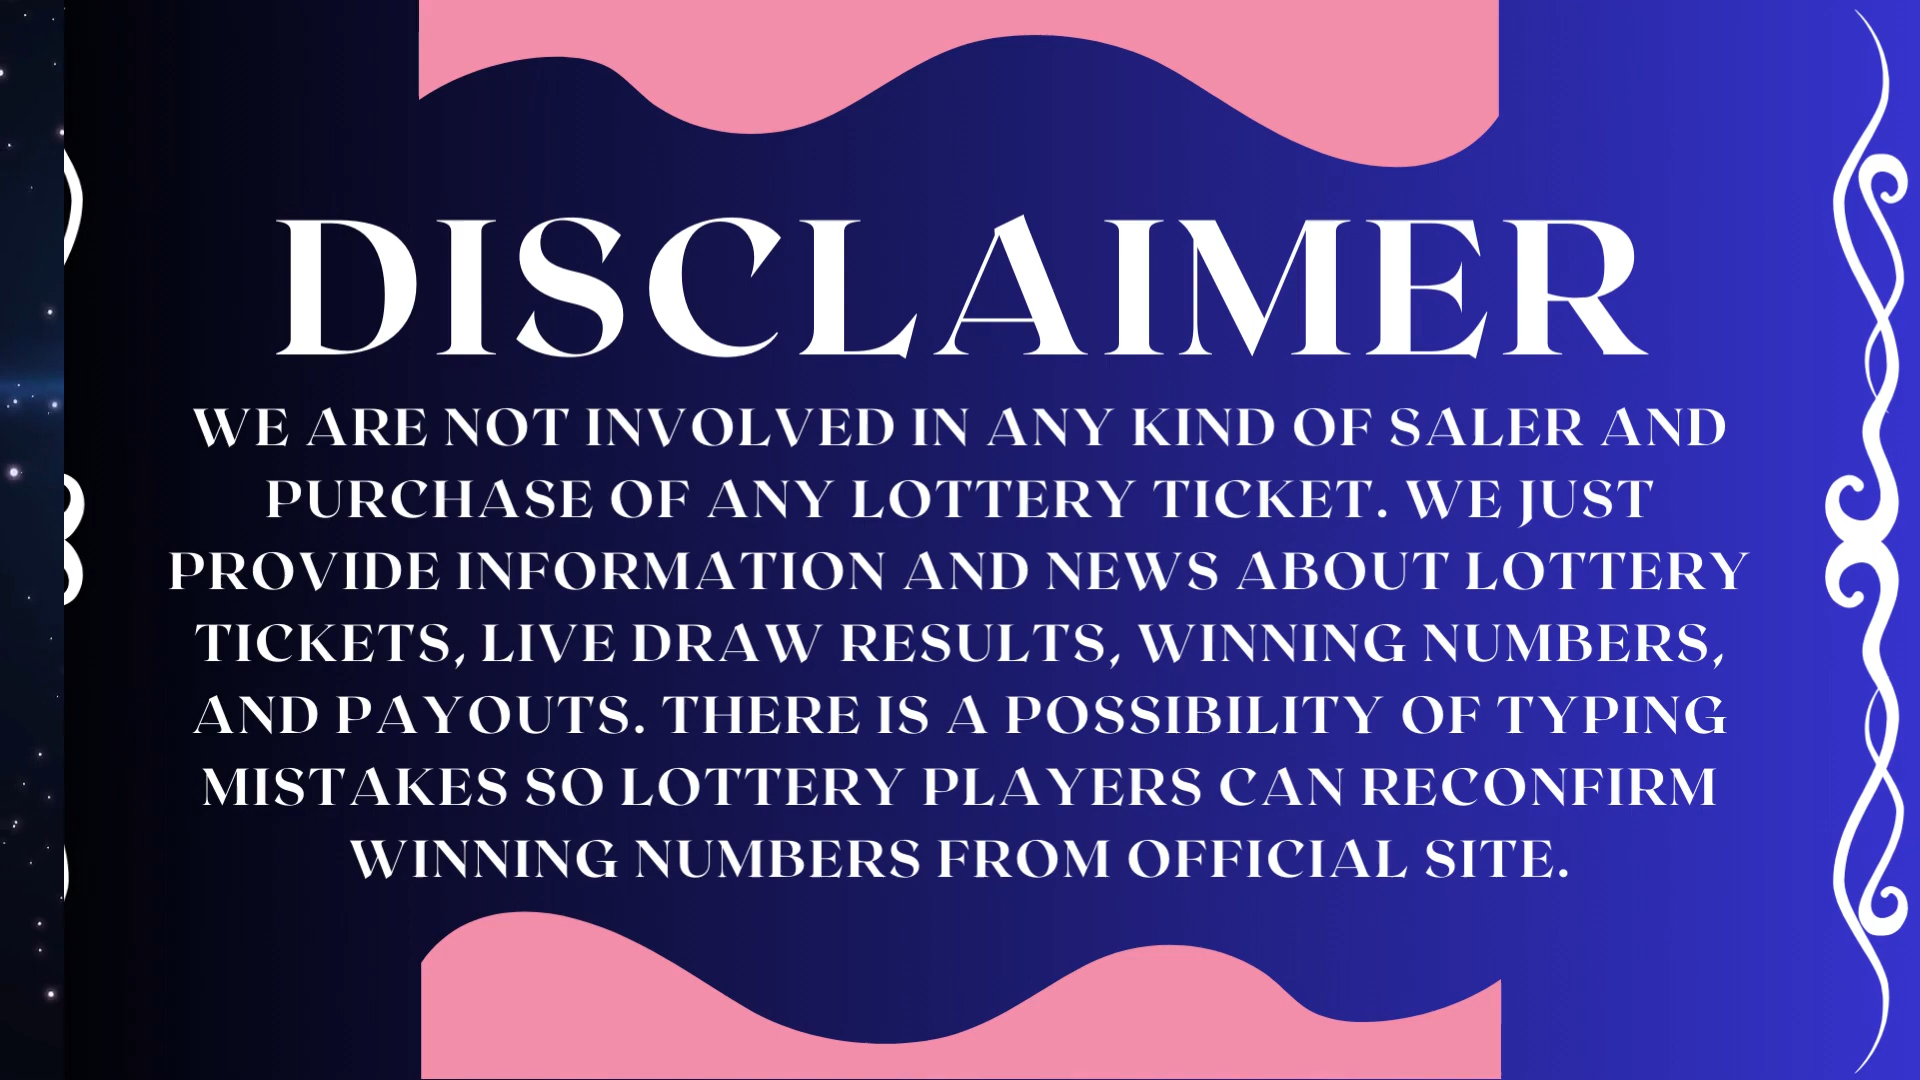 DISCLAIMER
WE ARE NOT INVOLVED IN ANY KIND OF SALER AND
PURCHASE OF ANY LOTTERY TICKET. WE JUST
PROVIDE INFORMATION AND NEWS ABOUT LOTTERY
TICKETS, LIVE DRAW RESULTS, WINNING NUMBERS,
AND PAYOUTS. THERE IS A POSSIBILITY OF TYPING
MISTAKES SO LOTTERY PLAYERS CAN RECONFIRM
WINNING NUMBERS FROM OFFICIAL SITE.